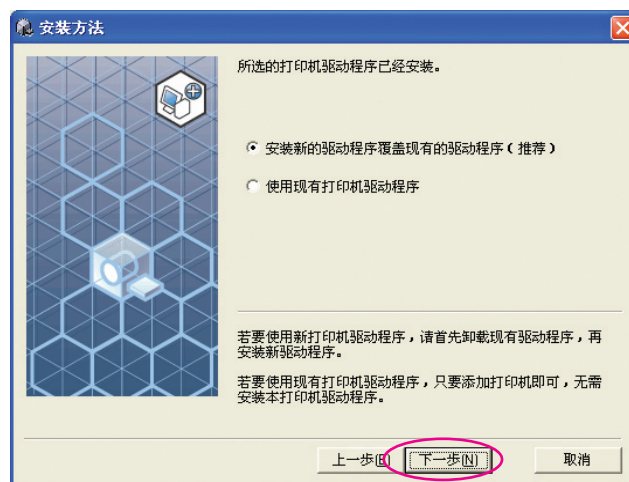 安装方法
所选的打印机驱动程序已经安装。
安装新的驱动程序覆盖现有的驱动程序(推荐)
使用现有打印机驱动程序
若要使用新打印机驱动程序,请首先卸载现有驱动程序,再
安装新驱动程序。
若要使用现有打印机驱动程序,只要添加打印机即可,无需
安装本打印机驱动程序。
上一步(B) 下一步(N) 取消